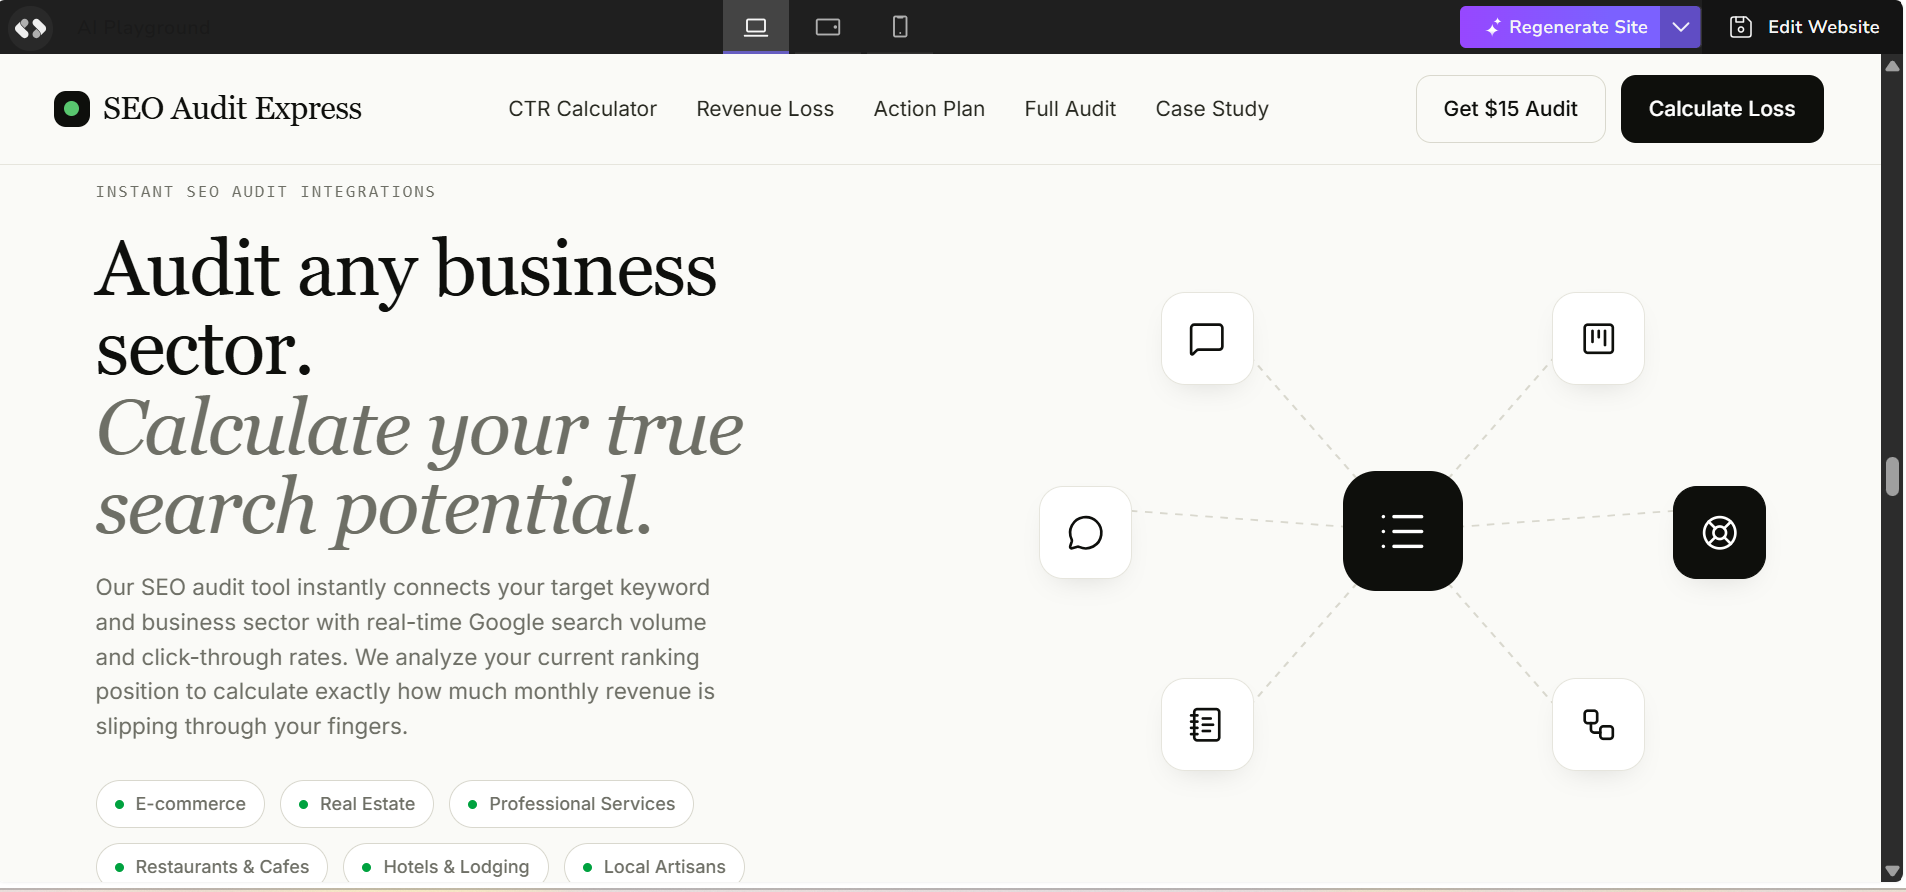 AI Playground
Regenerate Site
Edit Website
SEO Audit Express
CTR Calculator
Revenue Loss
Action Plan
Full Audit
Case Study
Get $15 Audit
Calculate Loss
INSTANT SEO AUDIT INTEGRATIONS
Audit any business
sector.
Calculate your true
search potential.
Our SEO audit tool instantly connects your target keyword
and business sector with real-time Google search volume
and click-through rates. We analyze your current ranking
position to calculate exactly how much monthly revenue is
slipping through your fingers.
E-commerce
Real Estate
Professional Services
Restaurants & Cafes
Hotels & Lodging
Local Artisans